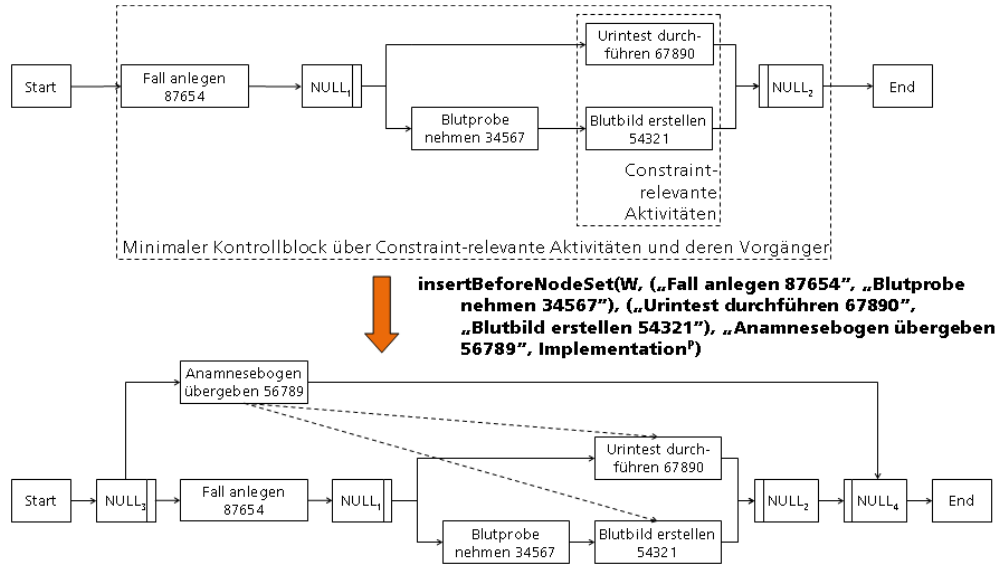 Start
Fall anlegen
87654
NULL₁
Urintest durch-
führen 67890
Blutprobe
nehmen 34567
Blutbild erstellen
54321
NULL₂
End
Constraint-
relevante
Aktivitäten
Minimaler Kontrollblock über Constraint-relevante Aktivitäten und deren Vorgänger
insertBeforeNodeSet(W, („Fall anlegen 87654”, „Blutprobe
nehmen 34567”), („Urintest durchführen 67890”,
„Blutbild erstellen 54321”), „Anamnesebogen übergeben
56789”, Implementationᴾ)
Anamnesebogen
übergeben 56789
Start
NULL₃
Fall anlegen
87654
NULL₁
Urintest durch-
führen 67890
Blutprobe
nehmen 34567
Blutbild erstellen
54321
NULL₂
NULL₄
End